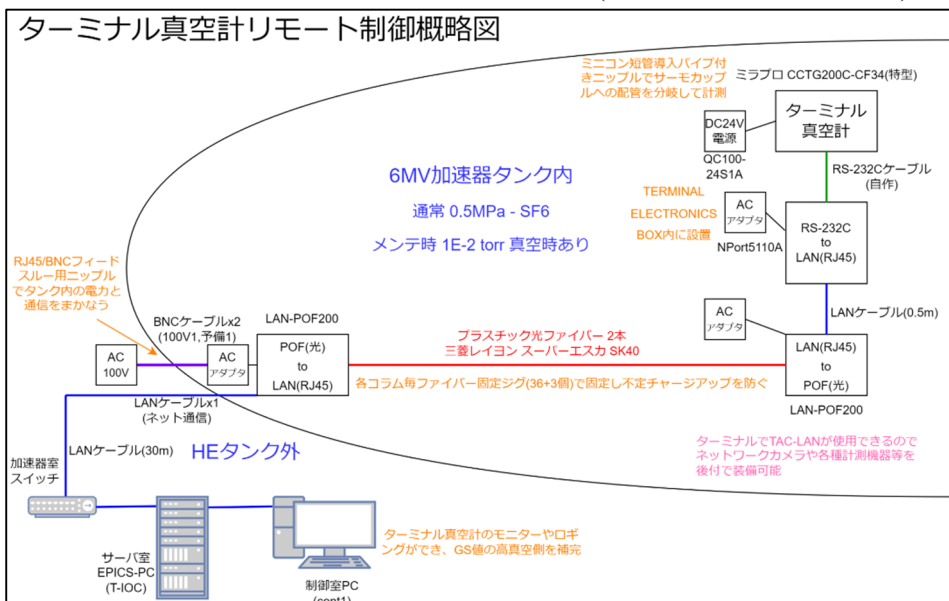 ターミナル真空計リモート制御概略図
ミニコン短管導入パイプ付
きニップルでサーモカップ
ルへの配管を分岐して計測
ミラプロ CCTG200C-CF34(特型)
DC24V
電源
QC100-
24S1A
ターミナル
真空計
RS-232Cケーブル
(自作)
6MV加速器タンク内
通常 0.5MPa - SF6
メンテ時 1E-2 torr 真空時あり
TERMINAL
ELECTRONICS
BOX内に設置
AC
アダプタ
NPort5110A
RS-232C
to
LAN(RJ45)
RJ45/BNCフィード
スルー用ニップル
でタンク内の電力と
通信をまかなう
BNCケーブルx2
(100V1,予備1)
LAN-POF200
AC
100V
AC
アダプタ
POF(光)
to
LAN(RJ45)
プラスチック光ファイバー 2本
三菱レイヨン スーパーエスカ SK40
各コラム毎ファイバー固定ジグ(36+3個)で固定し不定チャージアップを防ぐ
AC
アダプタ
LANケーブル(0.5m)
LAN(RJ45)
to
POF(光)
LAN-POF200
LANケーブルx1
(ネット通信)
LANケーブル(30m)
HEタンク外
ターミナルでTAC-LANが使用できるので
ネットワークカメラや各種計測機器等を
後付で装備可能
加速器室
スイッチ
サーバ室
EPICS-PC
(T-IOC)
制御室PC
(cont1)
ターミナル真空計のモニターやロギ
ングができ、GS値の高真空側を補完